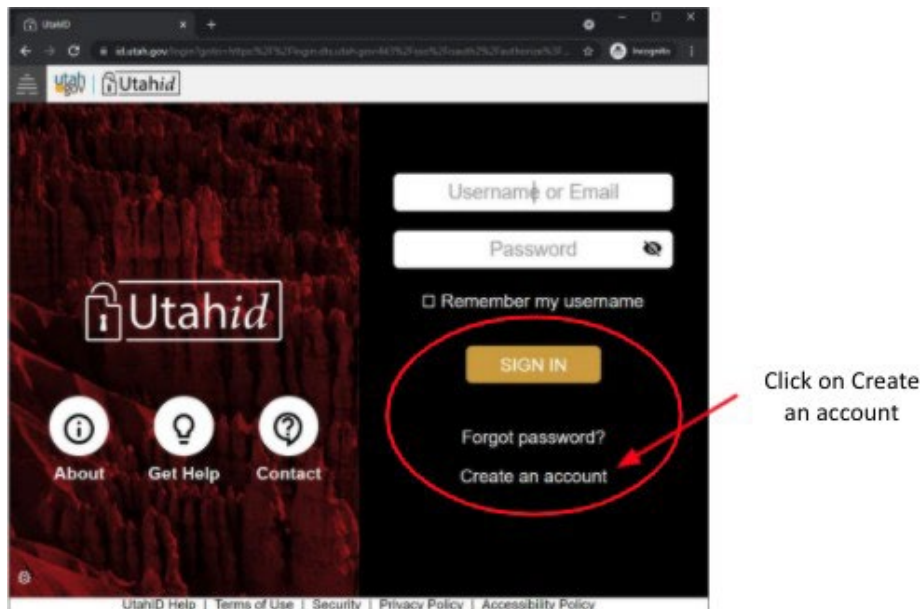 UtahID
id.utah.gov
Incognito
utah
gov
Utahid
Username or Email
Password
Remember my username
SIGN IN
Forgot password?
Create an account
Utahid
About
Get Help
Contact
Click on Create
an account
UtahID Help | Terms of Use | Security | Privacy Policy | Accessibility Policy